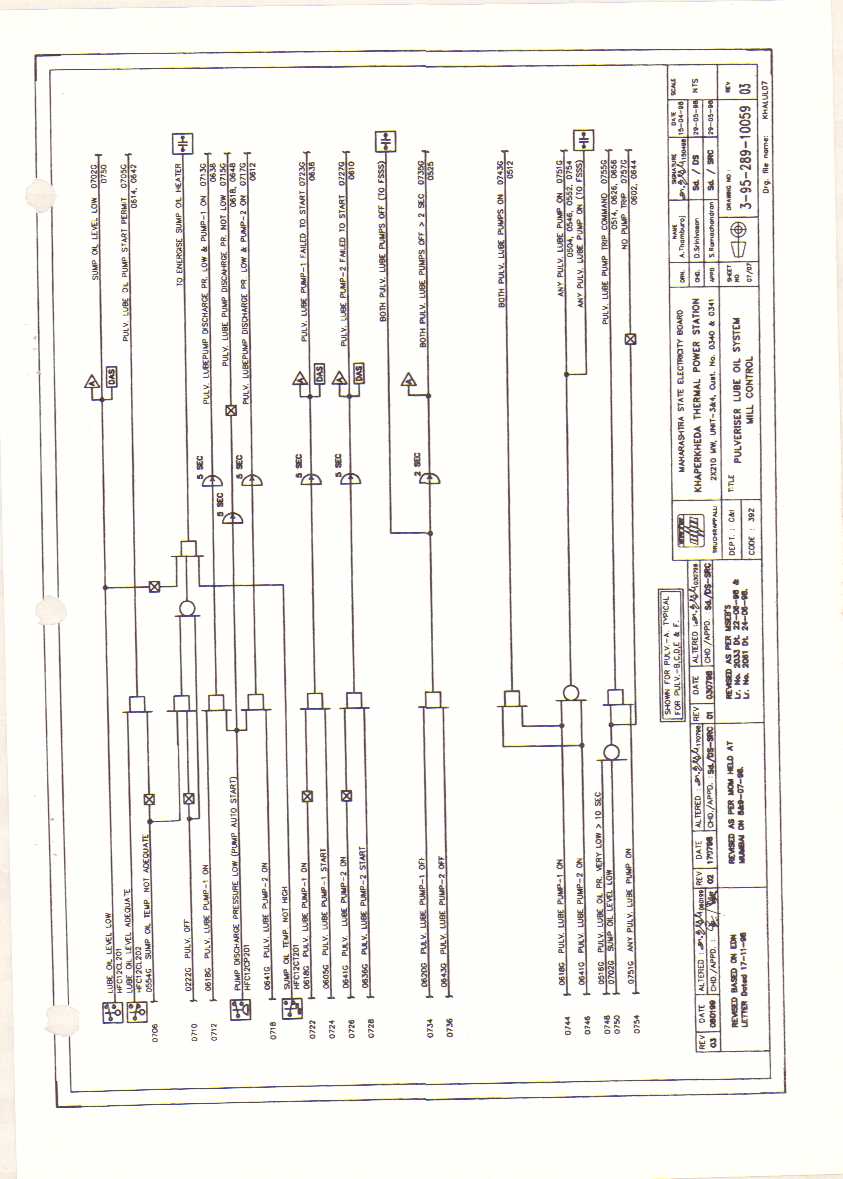 LUBE OIL LEVEL LOW
HFC12CL201
LUBE OIL LEVEL ADEQUATE
HFC12CL202
0706
0554G SUMP OIL TEMP. NOT ADEQUATE
0710
0222G PULV. OFF
0712
0618G PULV. LUBE PUMP-1 ON
PUMP DISCHARGE PRESSURE LOW (PUMP AUTO START)
HFC12CP201
0718
0641G PULV. LUBE PUMP-2 ON
SUMP OIL TEMP. NOT HIGH
HFC12CT201
0722
0618G PULV. LUBE PUMP-1 ON
0724
0605G PULV. LUBE PUMP-1 START
0726
0641G PULV. LUBE PUMP-2 ON
0728
0636G PULV. LUBE PUMP-2 START
0734
0620G PULV. LUBE PUMP-1 OFF
0736
0643G PULV. LUBE PUMP-2 OFF
0744
0618G PULV. LUBE PUMP-1 ON
0746
0641G PULV. LUBE PUMP-2 ON
0748
0516G PULV. LUBE OIL PR. VERY LOW > 10 SEC
0750
0702G SUMP OIL LEVEL LOW
0754
0751G ANY PULV. LUBE PUMP ON
A
DAS
5 SEC
5 SEC
5 SEC
5 SEC
A
DAS
5 SEC
A
DAS
2 SEC
A
SUMP OIL LEVEL LOW 0702G
0750
PULV. LUBE OIL PUMP START PERMIT. 0705G
0614, 0642
TO ENERGISE SUMP OIL HEATER
PULV. LUBEPUMP DISCHARGE PR. LOW & PUMP-1 ON 0713G
0638
PULV. LUBE PUMP DISCAHRGE PR. NOT LOW 0715G
0618, 0648
PULV. LUBEPUMP DISCHARGE PR. LOW & PUMP-2 ON 0717G
0612
PULV. LUBE PUMP-1 FAILED TO START 0723G
0636
PULV. LUBE PUMP-2 FAILED TO START 0727G
0610
BOTH PULV. LUBE PUMPS OFF (TO FSSS)
BOTH PULV. LUBE PUMPS OFF > 2 SEC 0735G
0525
BOTH PULV. LUBE PUMPS ON 0743G
0512
ANY PULV. LUBE PUMP ON 0751G
0504, 0546, 0552, 0754
ANY PULV. LUBE PUMP ON (TO FSSS)
PULV. LUBE PUMP TRIP COMMAND 0755G
0514, 0626, 0656
NO PUMP TRIP 0757G
0602, 0644
SHOWN FOR PULV.-A. TYPICAL
FOR PULV.-B,C,D,E & F.
REV
03
DATE
080199
ALTERED :
CHD./APPD. :
REV
02
DATE
170798
ALTERED :
CHD./APPD. : Sd./DS-SRC
REV
01
DATE
030798
ALTERED :
CHD./APPD. Sd./DS-SRC
REVISED BASED ON EDN
LETTER Dated 17-11-98
REVISED AS PER MOM HELD AT
MUMBAI ON 8&9-07-98.
REVISED AS PER MSEB'S
Lr. No. 2033 Dt. 22-06-98 &
Lr. No. 2061 Dt. 24-06-98.
TIRUCHIRAPPALLI
DEPT. : C&I
CODE : 392
MAHARASHTRA STATE ELECTRICITY BOARD
KHAPERKHEDA THERMAL POWER STATION
2X210 MW, UNIT-3&4, Cust. No. 0340 & 0341
TITLE
PULVERISER LUBE OIL SYSTEM
MILL CONTROL
NAME
SIGNATURE
DATE
SCALE
DRN.
A.Thamburaj
15-04-98
NTS
CHD.
D.Srinivasan
Sd. / DS
29-05-98
APPD
S.Ramachandran
Sd. / SRC
29-05-98
SHEET
NO
07/07
DRAWING NO :
3-95-289-10059
REV
03
Drg. file name: KHALUL07